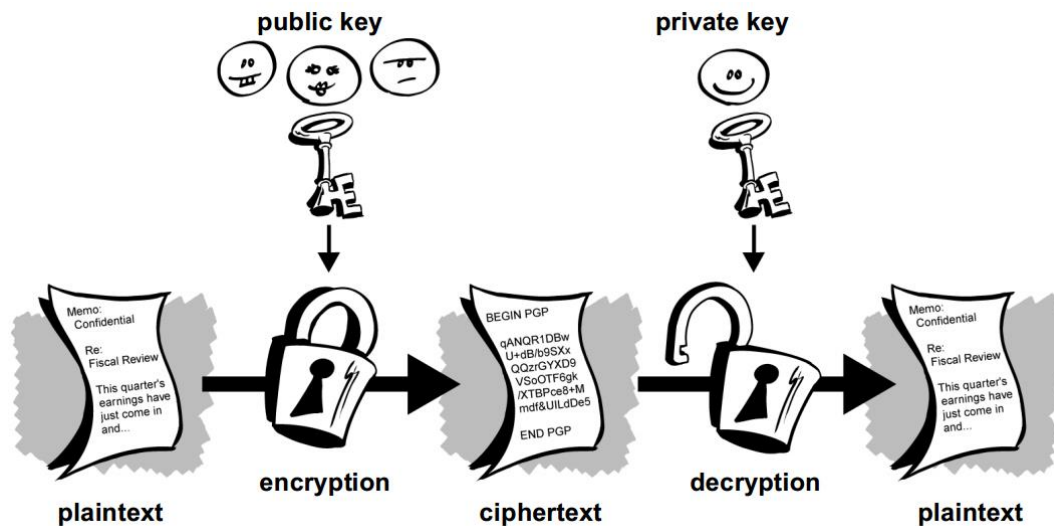 public key
private key
Memo:
Confidential
Re:
Fiscal Review
This quarter's
earnings have
just come in
and...
BEGIN PGP
qANQR1DBw
U+dB/b9SXx
QQzrGYXD9
VSoOTF6gk
/XTBPce8+M
mdf&UILdDe5
END PGP
Memo:
Confidential
Re:
Fiscal Review
This quarter's
earnings have
just come in
and...
encryption
decryption
plaintext
ciphertext
plaintext